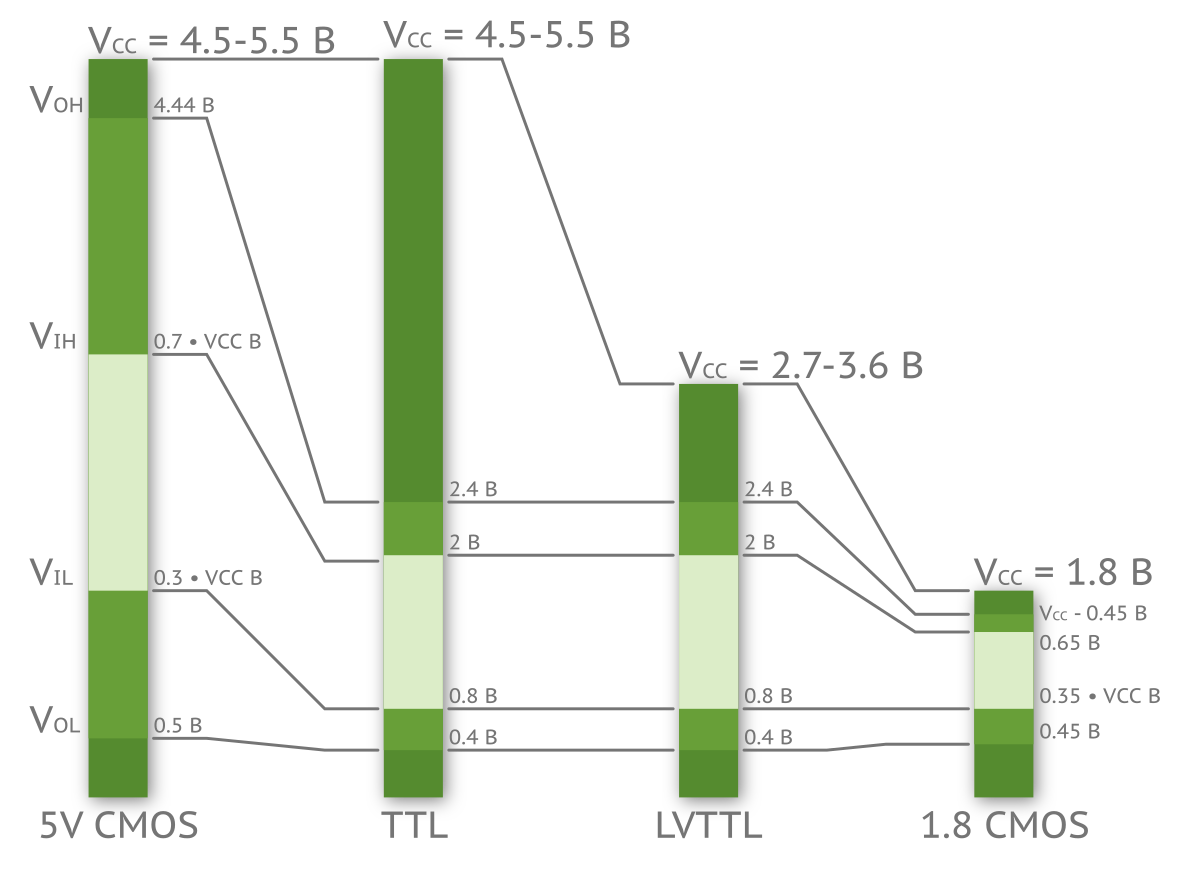 Vcc = 4.5-5.5 В
Vcc = 4.5-5.5 В
VOH
4.44 В
VIH
0.7 • VCC В
Vcc = 2.7-3.6 В
2.4 В
2.4 В
2 В
2 В
VIL
0.3 • VCC В
Vcc = 1.8 В
Vcc - 0.45 В
0.65 В
0.8 В
0.8 В
0.35 • VCC В
VOL
0.5 В
0.4 В
0.4 В
0.45 В
5V CMOS
TTL
LVTTL
1.8 CMOS